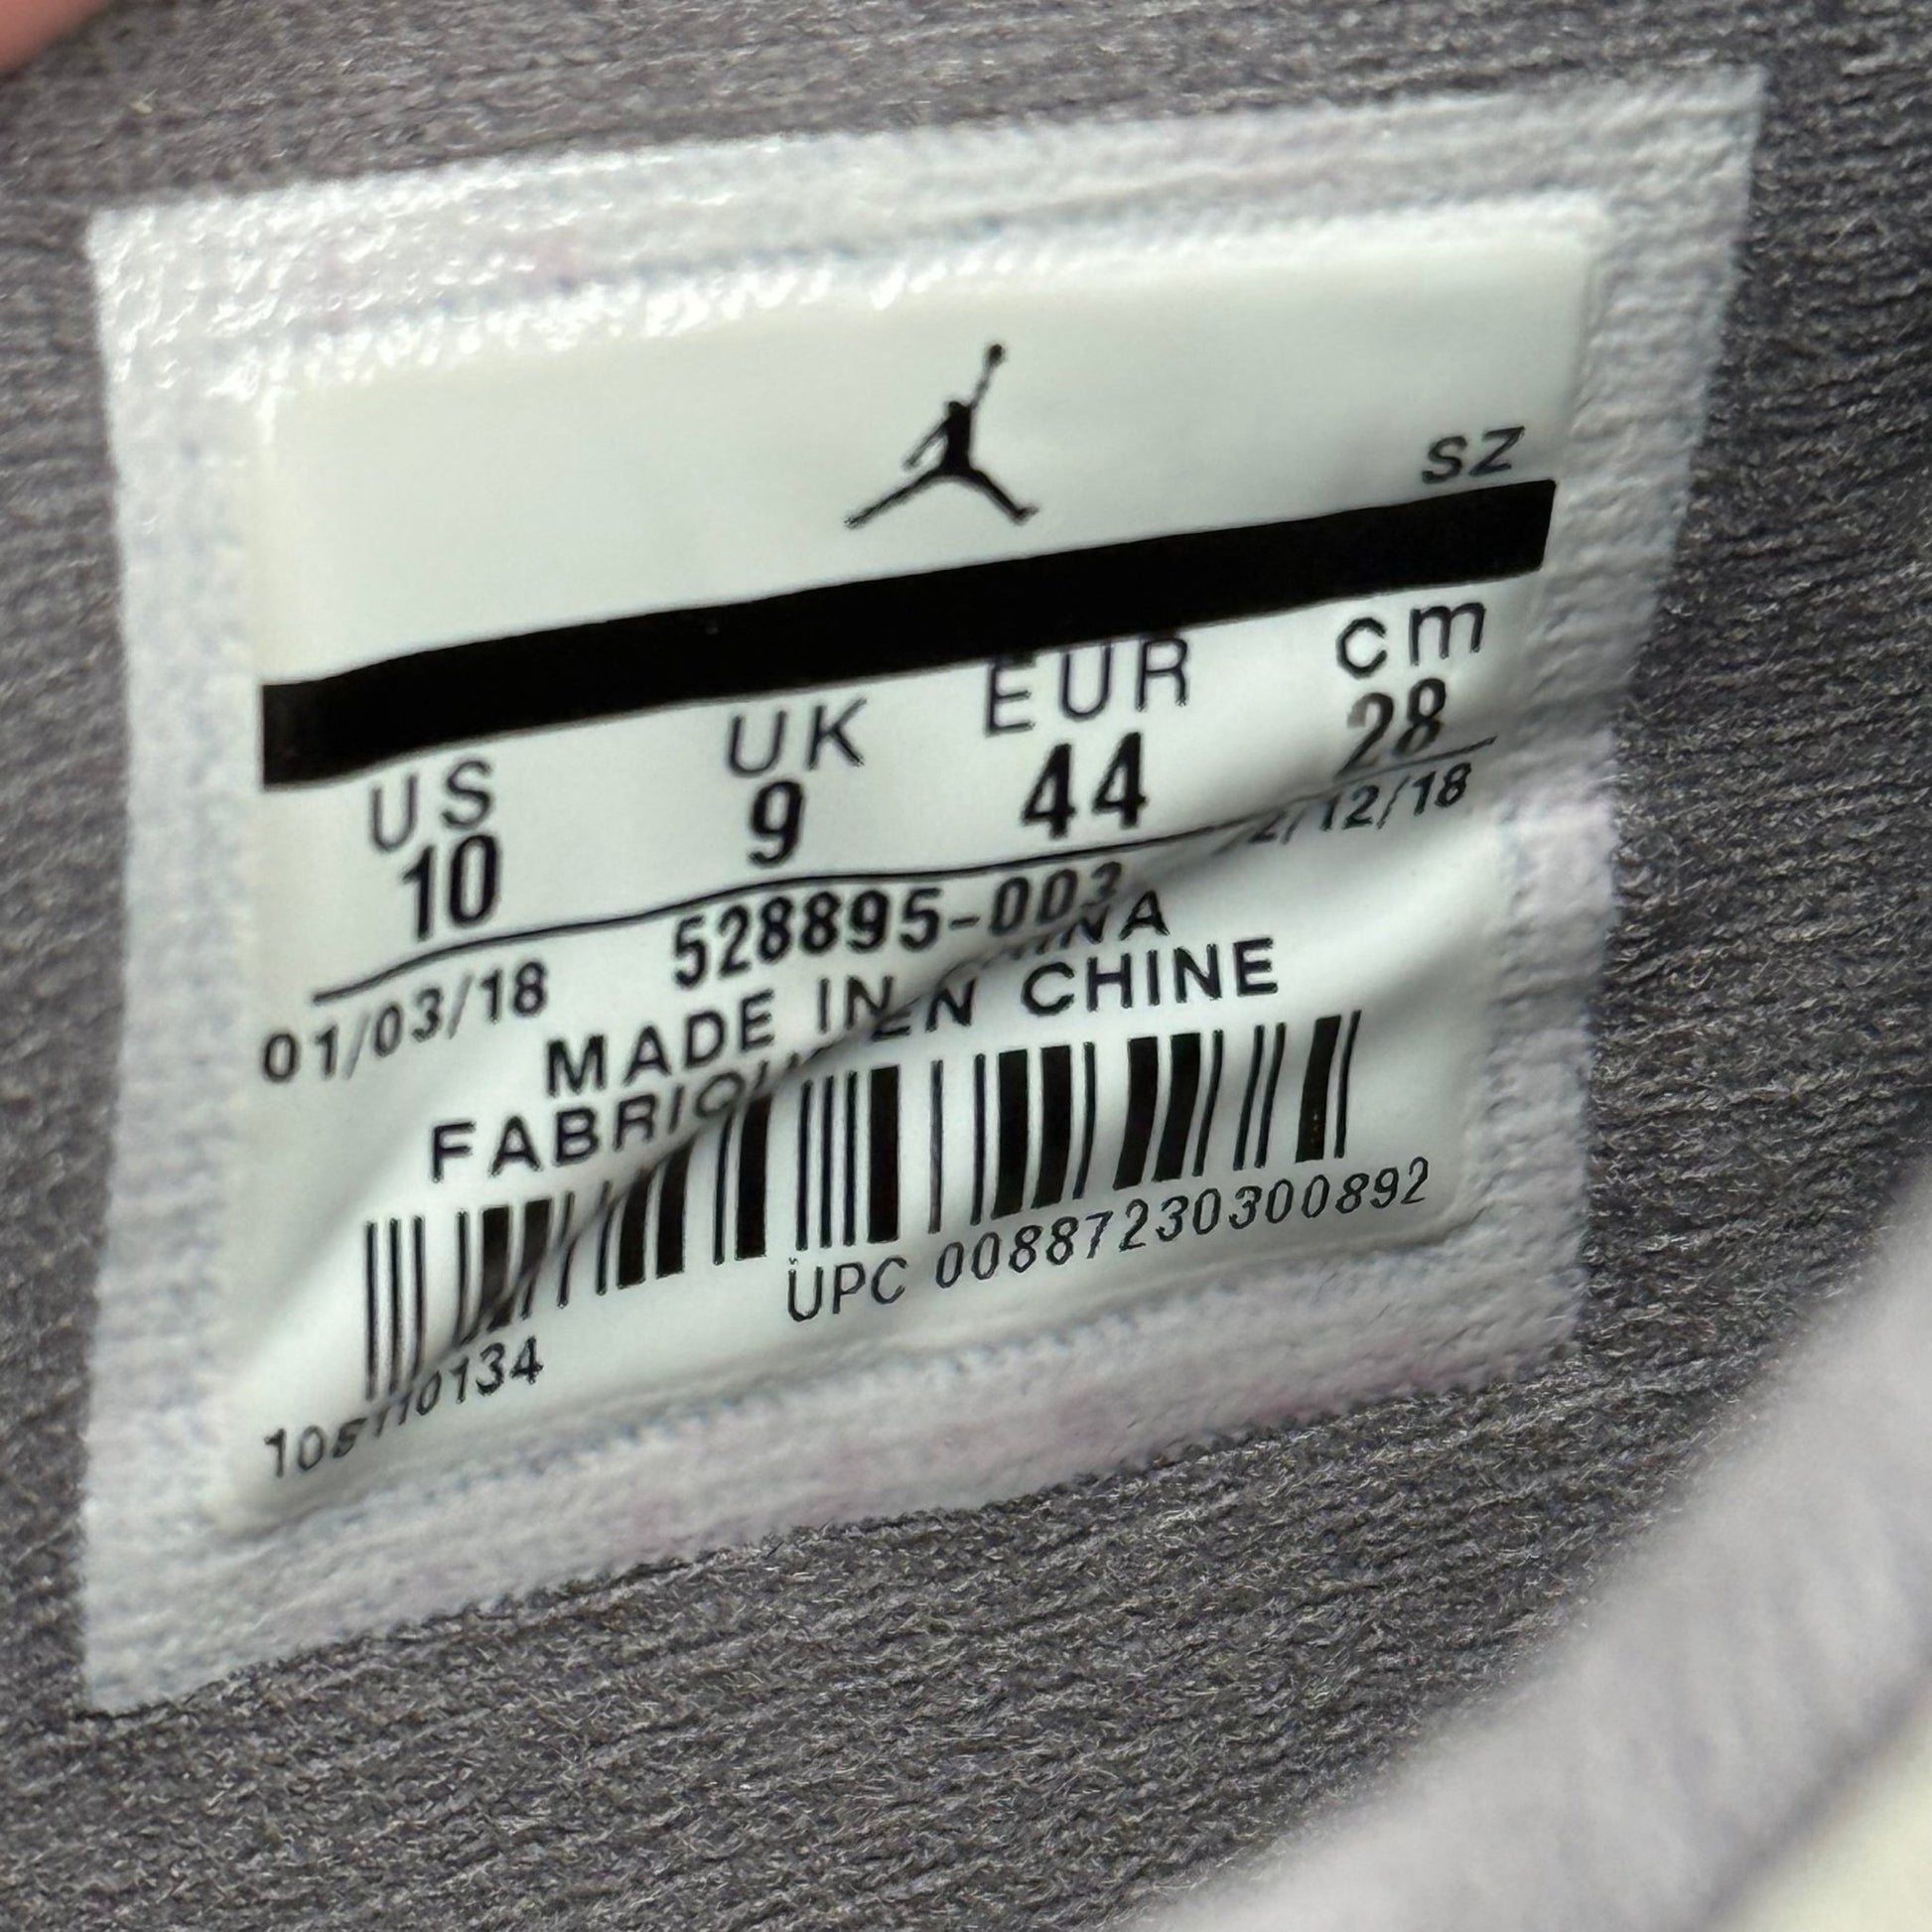 SZ
US UK EUR cm
10 9 44 28
01/03/18 528895-003 /12/18
MADE IN
FABRIQU EN CHINE
UPC 00887230300892